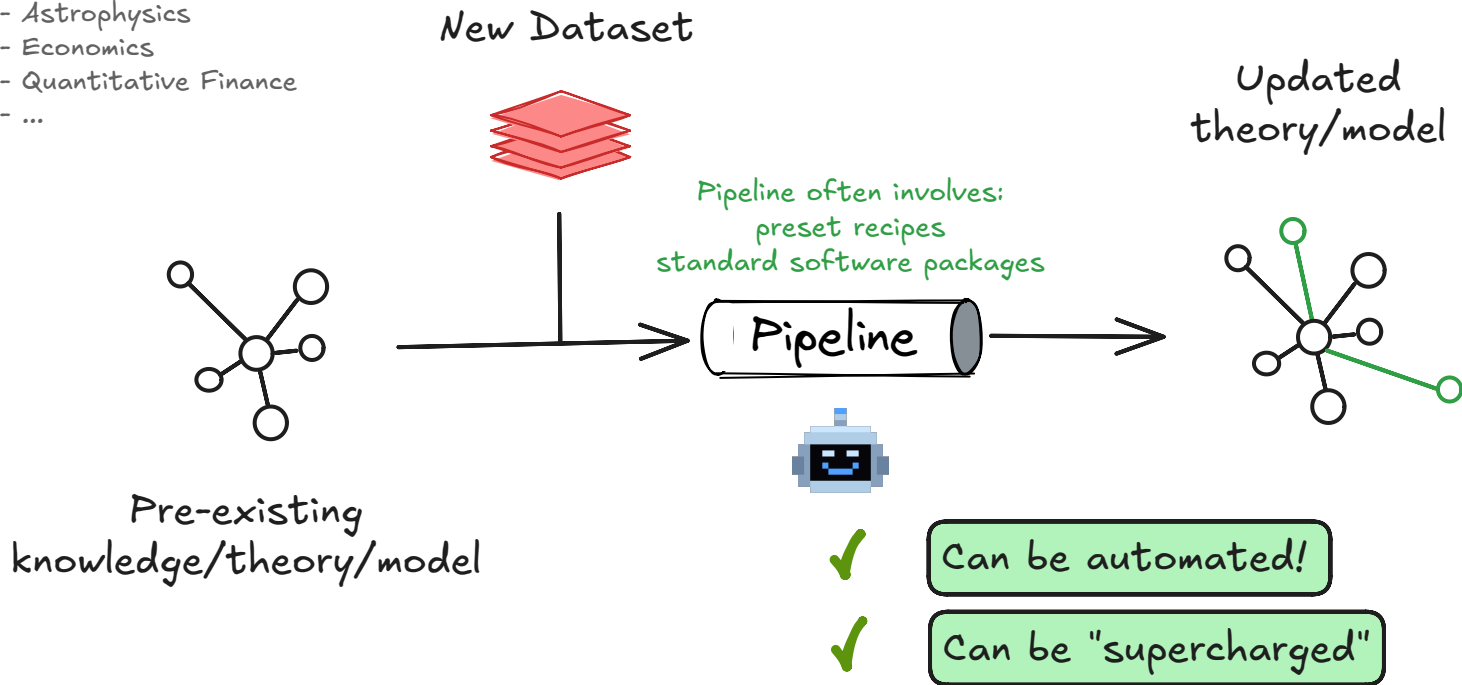 - Astrophysics
- Economics
- Quantitative Finance
- ...
New Dataset
Updated
theory/model
Pipeline often involves:
preset recipes
standard software packages
Pipeline
Pre-existing
knowledge/theory/model
Can be automated!
Can be "supercharged"